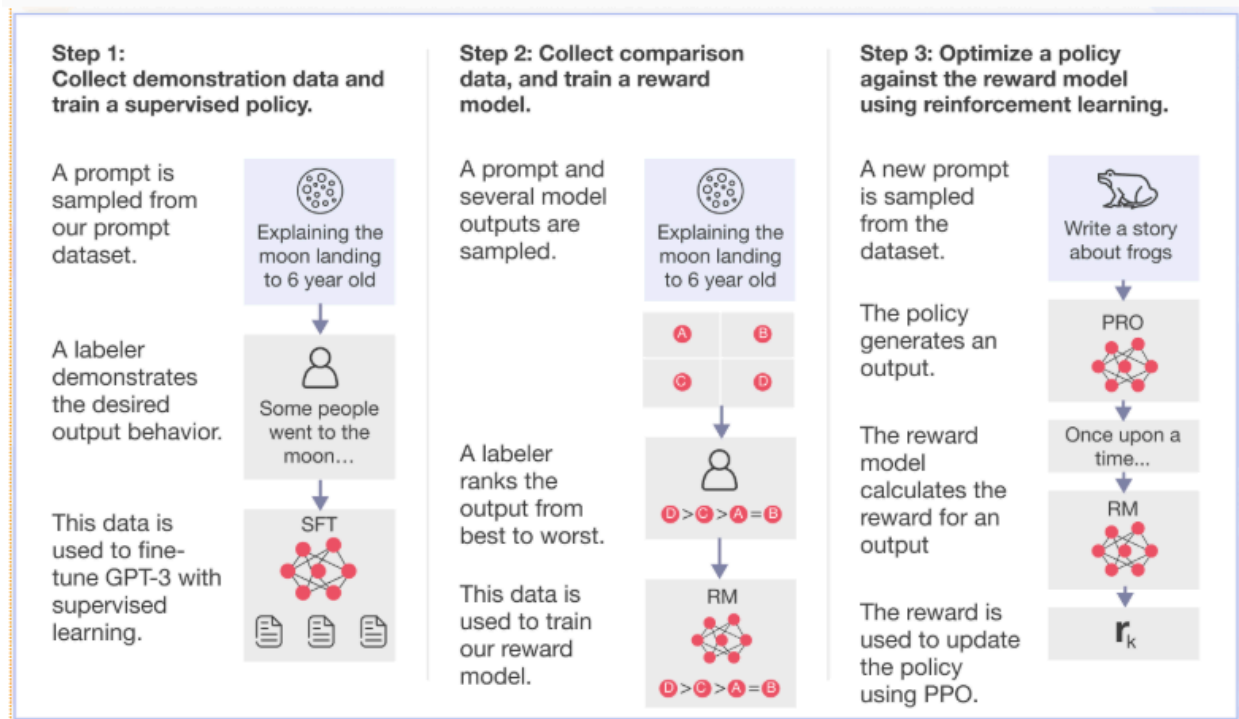 Step 1:
Collect demonstration data and
train a supervised policy.
A prompt is
sampled from
our prompt
dataset.
Explaining the
moon landing
to 6 year old
A labeler
demonstrates
the desired
output behavior.
Some people
went to the
moon...
This data is
used to fine-
tune GPT-3 with
supervised
learning.
SFT
Step 2: Collect comparison
data, and train a reward
model.
A prompt and
several model
outputs are
sampled.
Explaining the
moon landing
to 6 year old
A B
C D
A labeler
ranks the
output from
best to worst.
D > C > A = B
This data is
used to train
our reward
model.
RM
D > C > A = B
Step 3: Optimize a policy
against the reward model
using reinforcement learning.
A new prompt
is sampled
from the
dataset.
Write a story
about frogs
The policy
generates an
output.
PRO
Once upon a
time...
The reward
model
calculates the
reward for an
output
RM
The reward is
used to update
the policy
using PPO.
rk